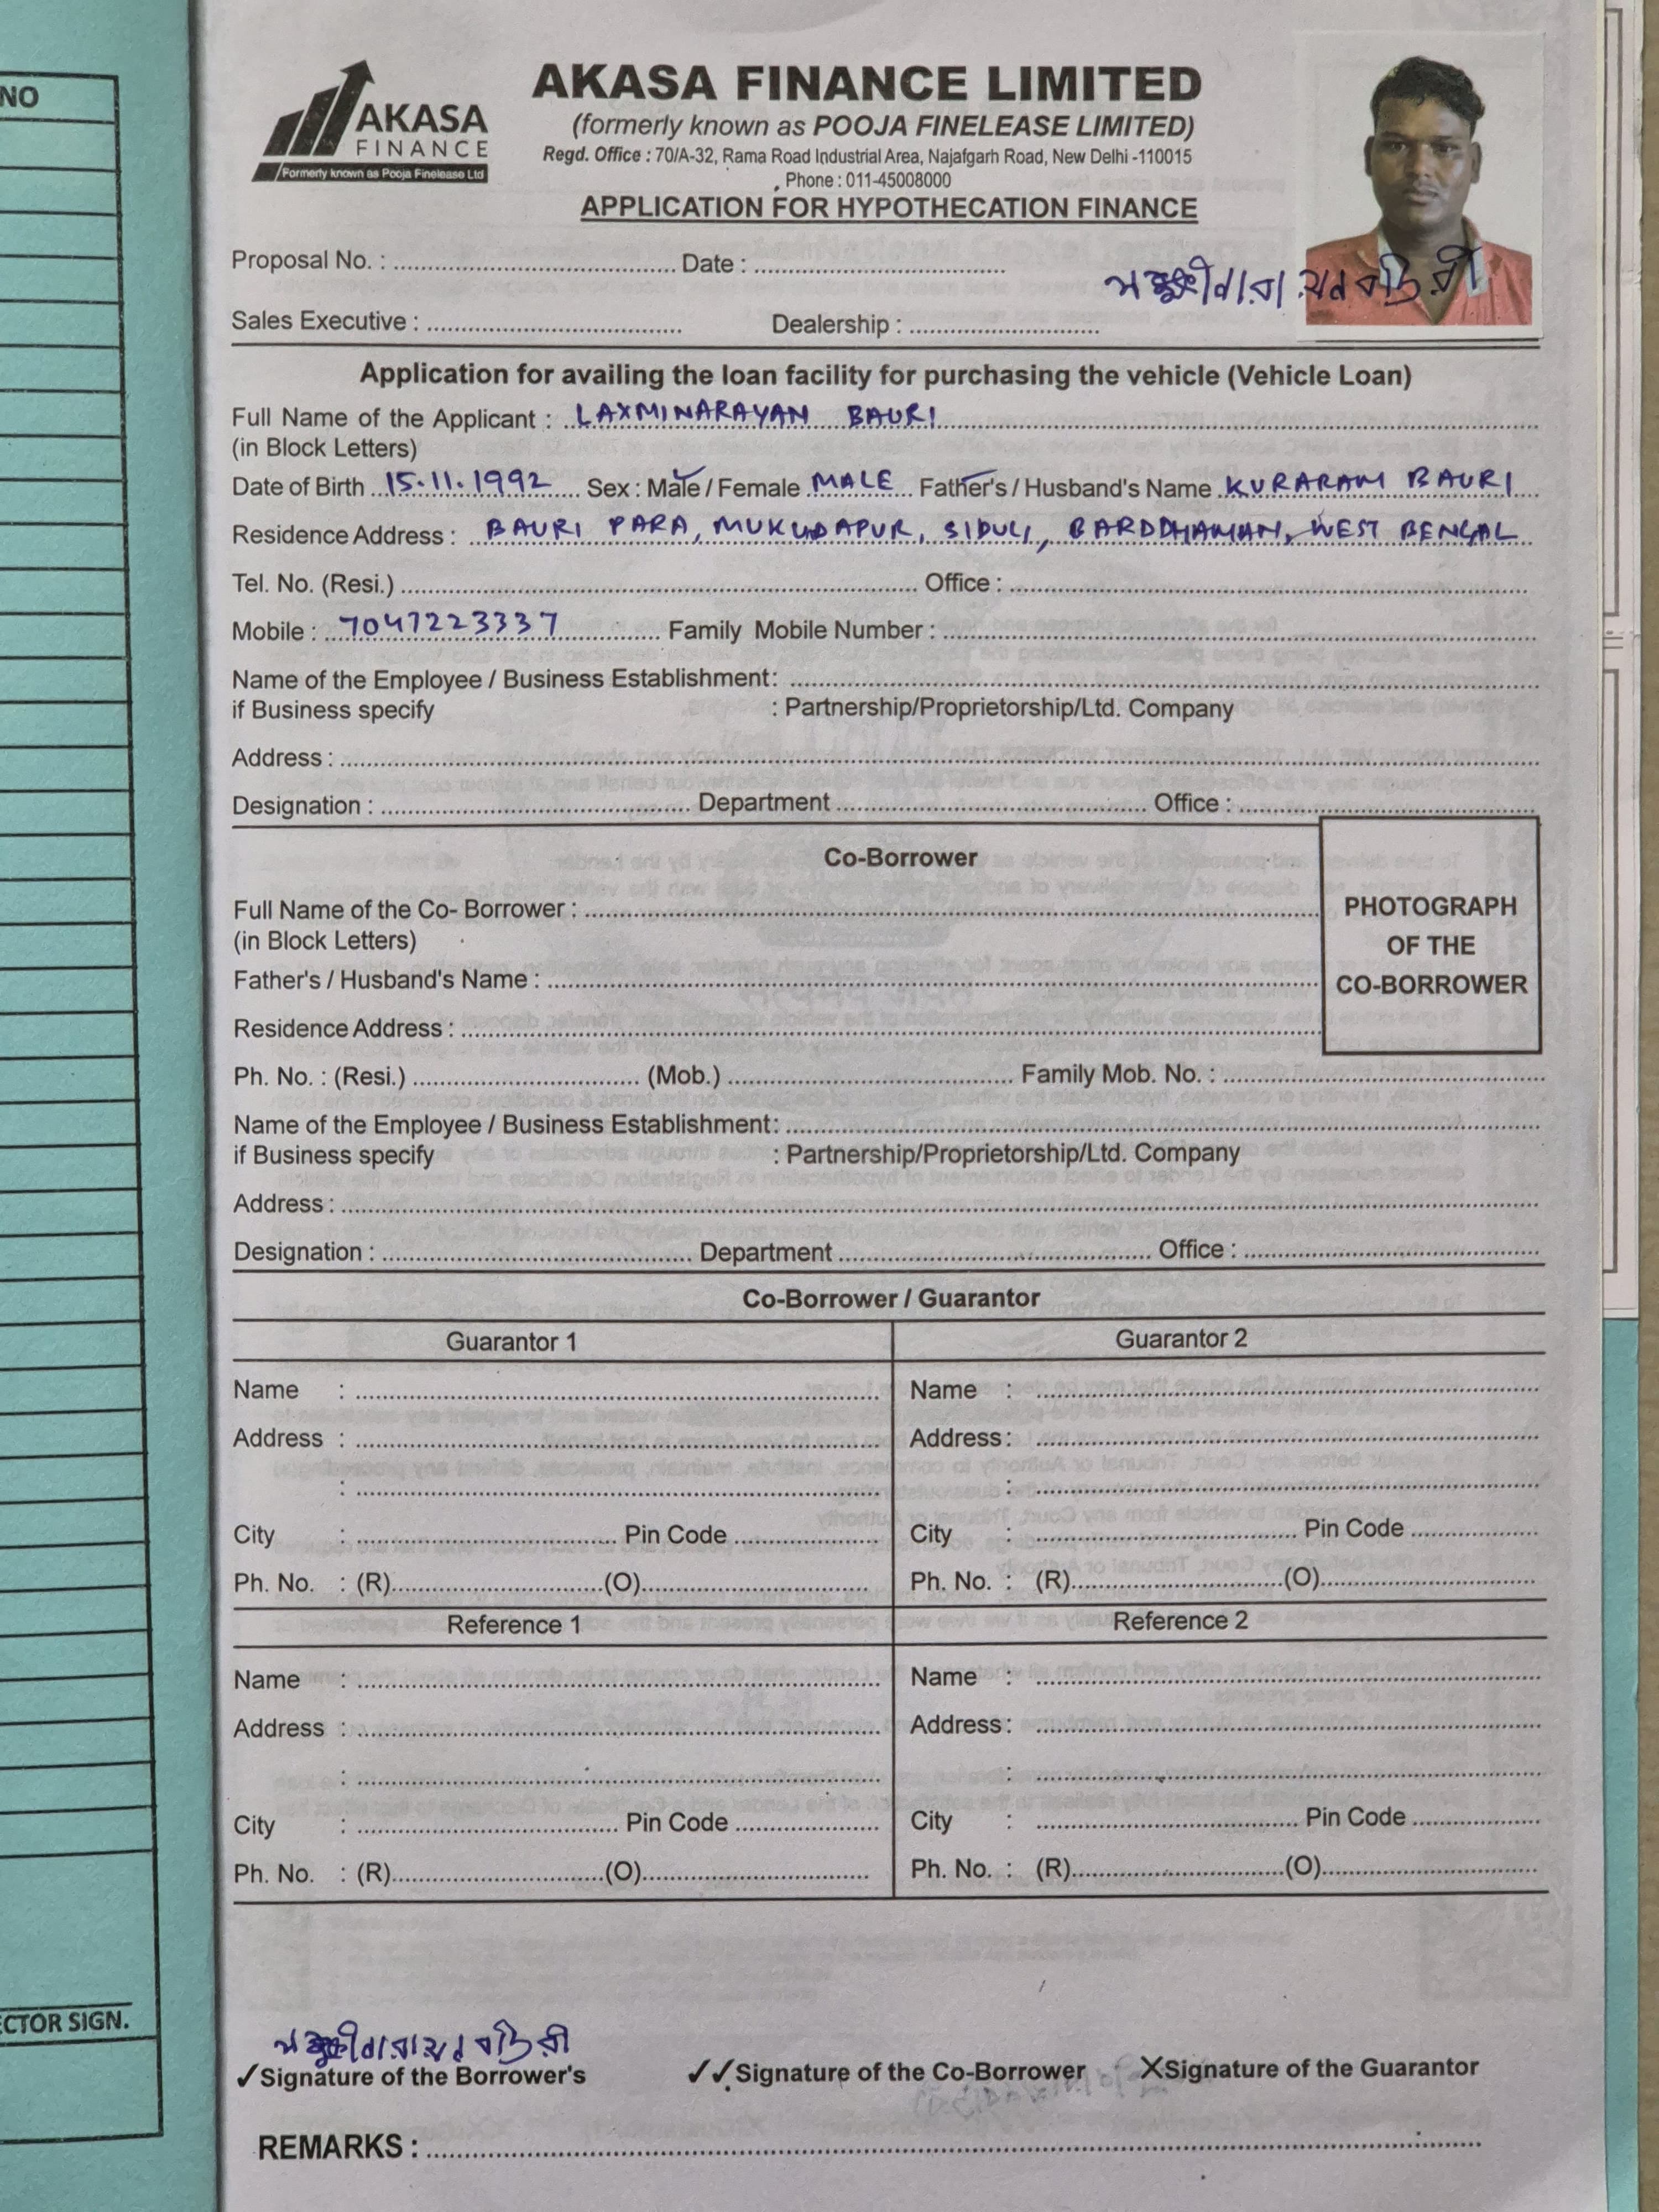 NO
AKASA
FINANCE
Formerly known as Pooja Finelease Ltd
AKASA FINANCE LIMITED
(formerly known as POOJA FINELEASE LIMITED)
Regd. Office : 70/A-32, Rama Road Industrial Area, Najafgarh Road, New Delhi -110015
Phone : 011-45008000
APPLICATION FOR HYPOTHECATION FINANCE
Proposal No. : .......... Date : ..........
Sales Executive : .......... Dealership : ..........
Application for availing the loan facility for purchasing the vehicle (Vehicle Loan)
Full Name of the Applicant : LAXMINARAYAN BAURI
(in Block Letters)
Date of Birth 15.11.1992 Sex : Male / Female MALE Father's / Husband's Name KURARAM BAURI
Residence Address : BAURI PARA, MUKUDAPUR, SIDULI, BARDDHAMAN, WEST BENGAL
Tel. No. (Resi.) .......... Office : ..........
Mobile : 7047223337 Family Mobile Number : ..........
Name of the Employee / Business Establishment: ..........
if Business specify : Partnership/Proprietorship/Ltd. Company
Address : ..........
Designation : .......... Department .......... Office : ..........
Co-Borrower
Full Name of the Co- Borrower : ..........
(in Block Letters)
Father's / Husband's Name : ..........
Residence Address : ..........
PHOTOGRAPH
OF THE
CO-BORROWER
Ph. No. : (Resi.) .......... (Mob.) .......... Family Mob. No. : ..........
Name of the Employee / Business Establishment: ..........
if Business specify : Partnership/Proprietorship/Ltd. Company
Address : ..........
Designation : .......... Department .......... Office : ..........
Co-Borrower / Guarantor
Guarantor 1 Guarantor 2
Name : .......... Name : ..........
Address : .......... Address : ..........
: .......... : ..........
City : .......... Pin Code .......... City : .......... Pin Code ..........
Ph. No. : (R).......... (O).......... Ph. No. : (R).......... (O)..........
Reference 1 Reference 2
Name : .......... Name : ..........
Address : .......... Address : ..........
: .......... : ..........
City : .......... Pin Code .......... City : .......... Pin Code ..........
Ph. No. : (R).......... (O).......... Ph. No. : (R).......... (O)..........
CTOR SIGN.
✓Signature of the Borrower's ✓✓Signature of the Co-Borrower XSignature of the Guarantor
REMARKS : ..........